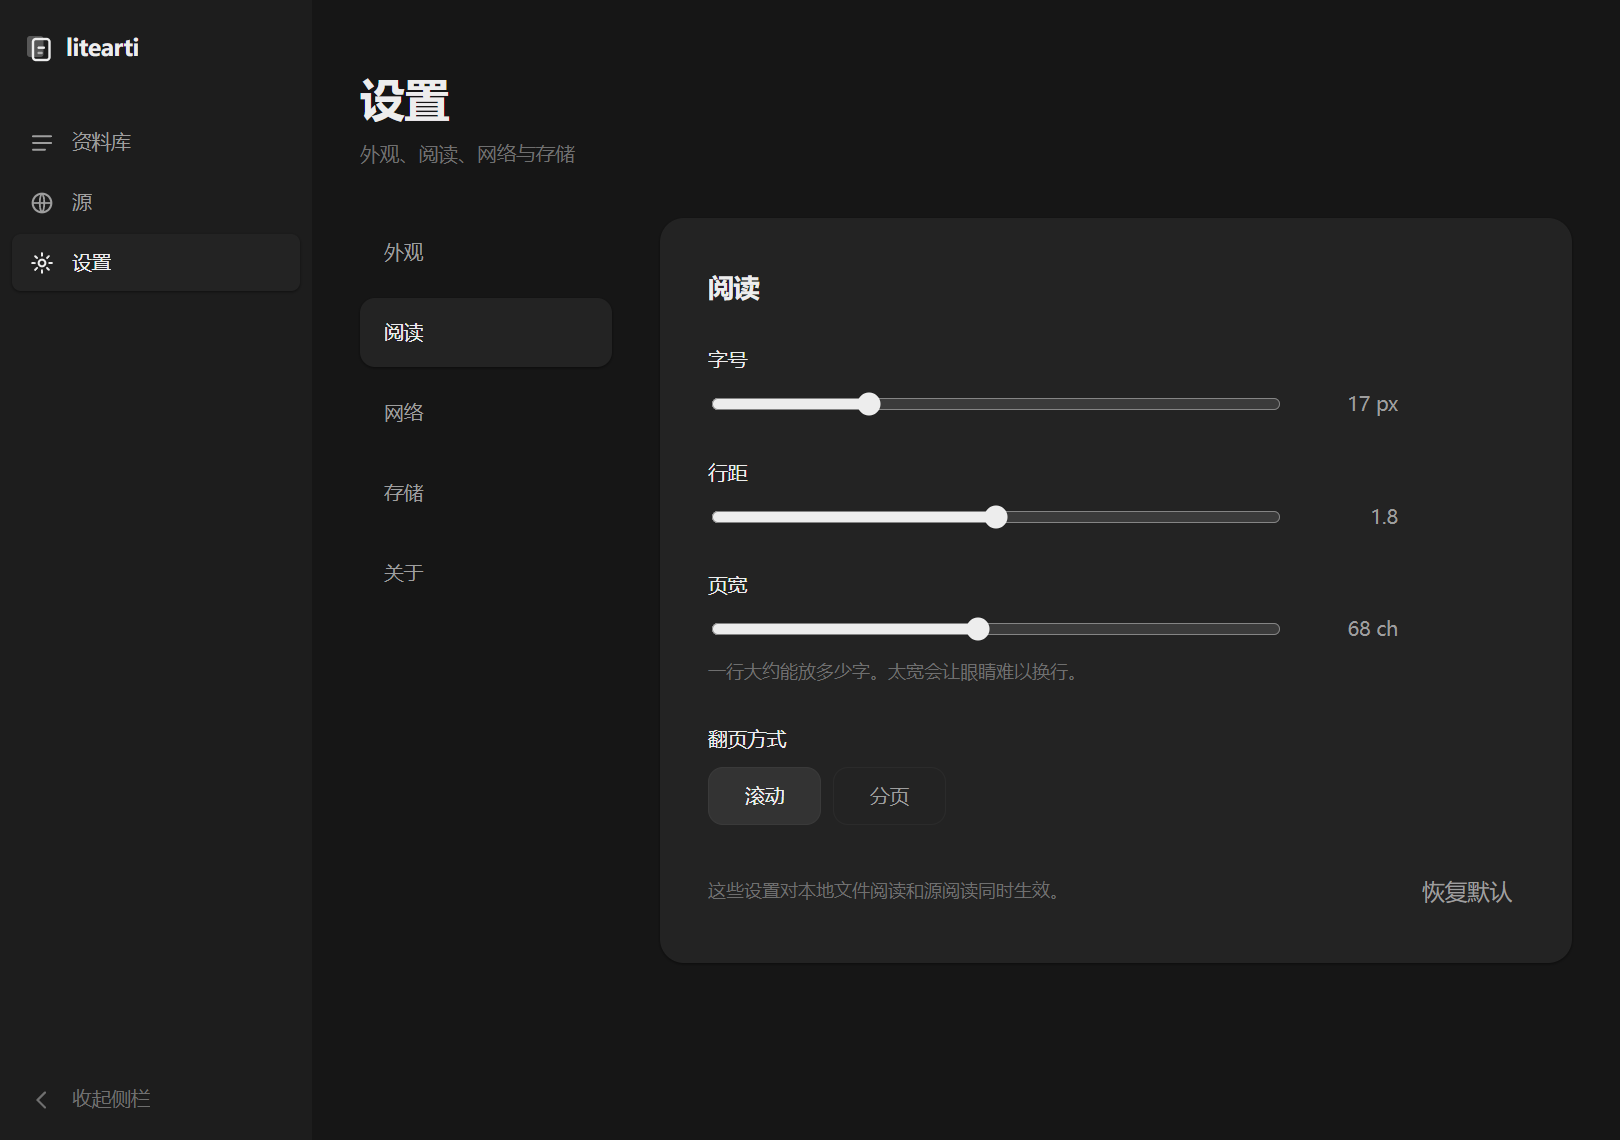 litearti
资料库
源
设置
收起侧栏
设置
外观、阅读、网络与存储
外观
阅读
网络
存储
关于
阅读
字号
17 px
行距
1.8
页宽
68 ch
一行大约能放多少字。太宽会让眼睛难以换行。
翻页方式
滚动
分页
这些设置对本地文件阅读和源阅读同时生效。
恢复默认